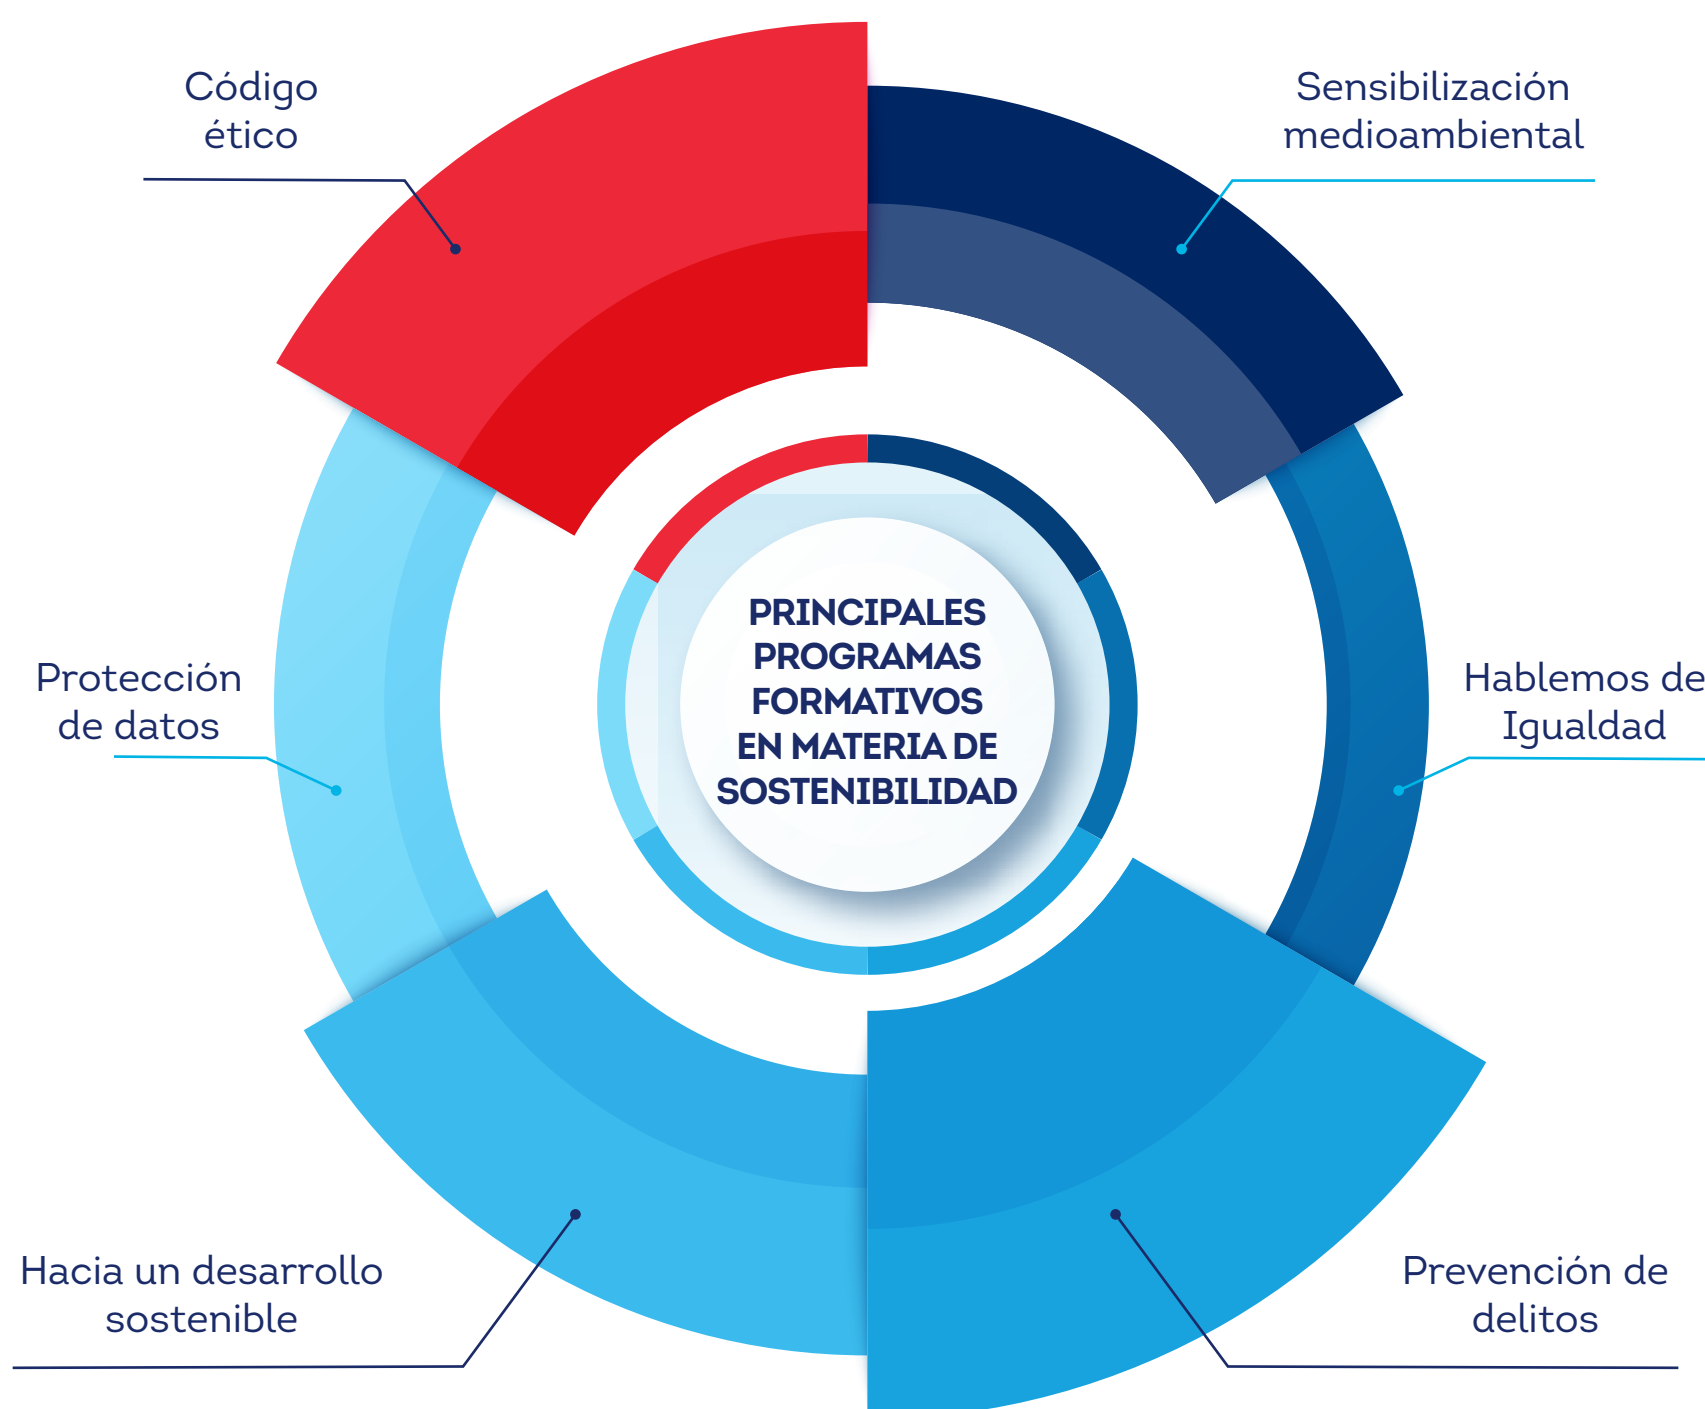 Código
ético
Sensibilización
medioambiental
PRINCIPALES
PROGRAMAS
FORMATIVOS
EN MATERIA DE
SOSTENIBILIDAD
Protección
de datos
Hablemos de
Igualdad
Hacia un desarrollo
sostenible
Prevención de
delitos